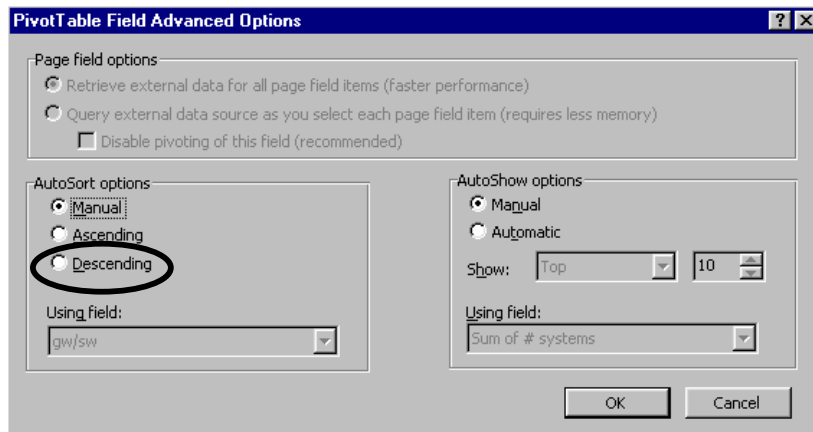 PivotTable Field Advanced Options
Page field options
Retrieve external data for all page field items (faster performance)
Query external data source as you select each page field item (requires less memory)
Disable pivoting of this field (recommended)
AutoSort options
Manual
Ascending
Descending
Using field:
gw/sw
AutoShow options
Manual
Automatic
Show: Top 10
Using field:
Sum of # systems
OK Cancel